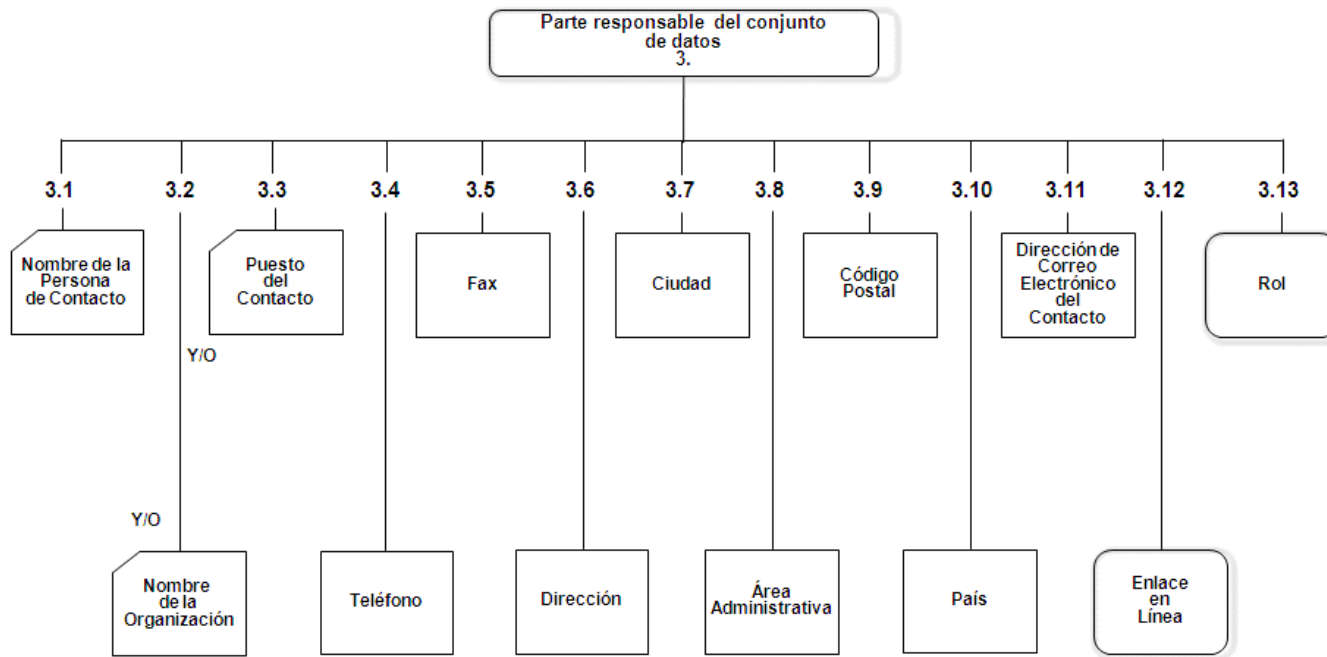 Parte responsable del conjunto
de datos
3.
3.1 3.2 3.3 3.4 3.5 3.6 3.7 3.8 3.9 3.10 3.11 3.12 3.13
Nombre de la
Persona
de Contacto
Puesto
del
Contacto
Fax
Ciudad
Código
Postal
Dirección de
Correo
Electrónico
del
Contacto
Rol
Y/O
Y/O
Nombre
de la
Organización
Teléfono
Dirección
Área
Administrativa
País
Enlace
en
Línea